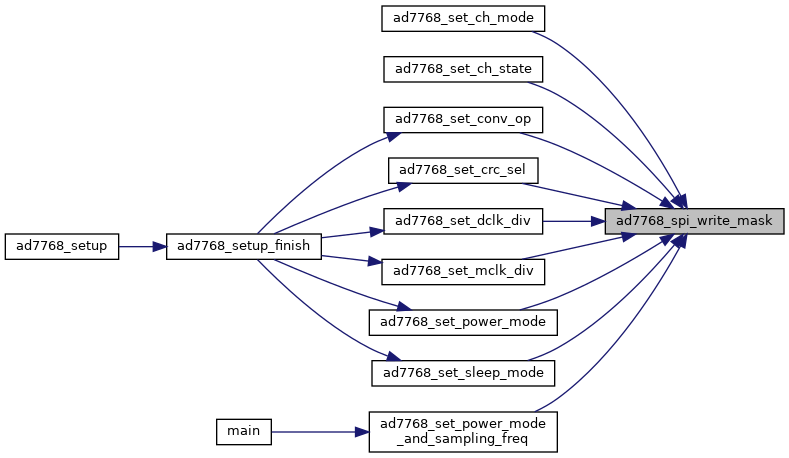 ad7768_set_ch_mode
ad7768_set_ch_state
ad7768_set_conv_op
ad7768_set_crc_sel
ad7768_set_dclk_div
ad7768_spi_write_mask
ad7768_setup
ad7768_setup_finish
ad7768_set_mclk_div
ad7768_set_power_mode
ad7768_set_sleep_mode
main
ad7768_set_power_mode
_and_sampling_freq